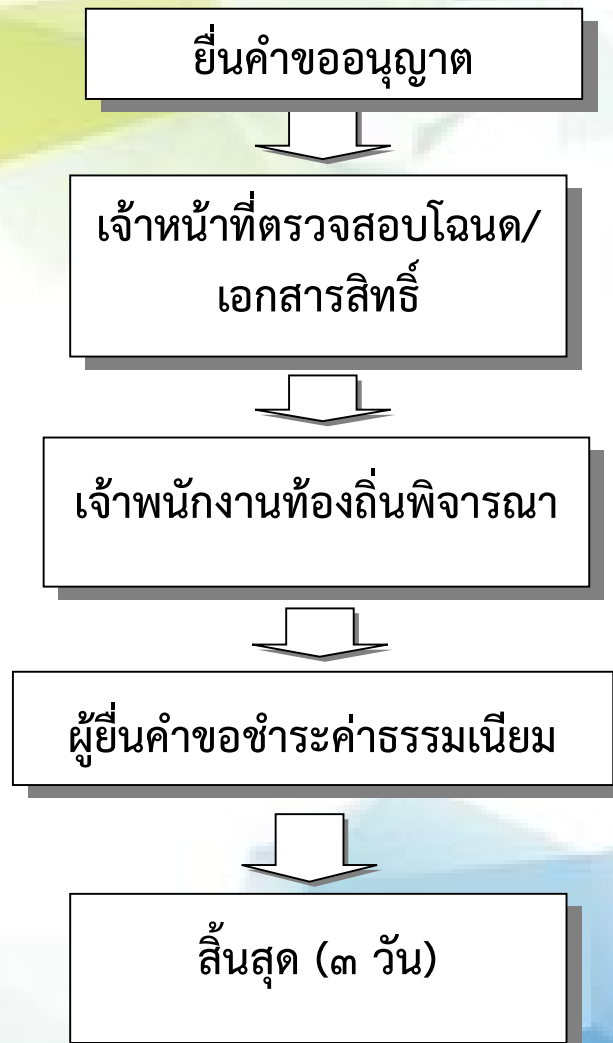 ยื่นคำขออนุญาต
เจ้าหน้าที่ตรวจสอบโฉนด/
เอกสารสิทธิ์
เจ้าพนักงานท้องถิ่นพิจารณา
ผู้ยื่นคำขอชำระค่าธรรมเนียม
สิ้นสุด (๓ วัน)